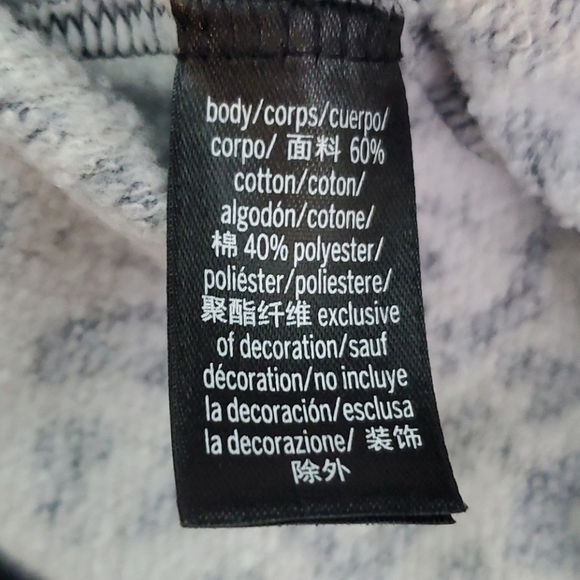 body/corps/cuerpo/
corpo/ 面料 60%
cotton/coton/
algodón/cotone/
棉 40% polyester/
poliéster/poliestere/
聚酯纤维 exclusive
of decoration/sauf
décoration/no incluye
la decoración/esclusa
la decorazione/ 装饰
除外